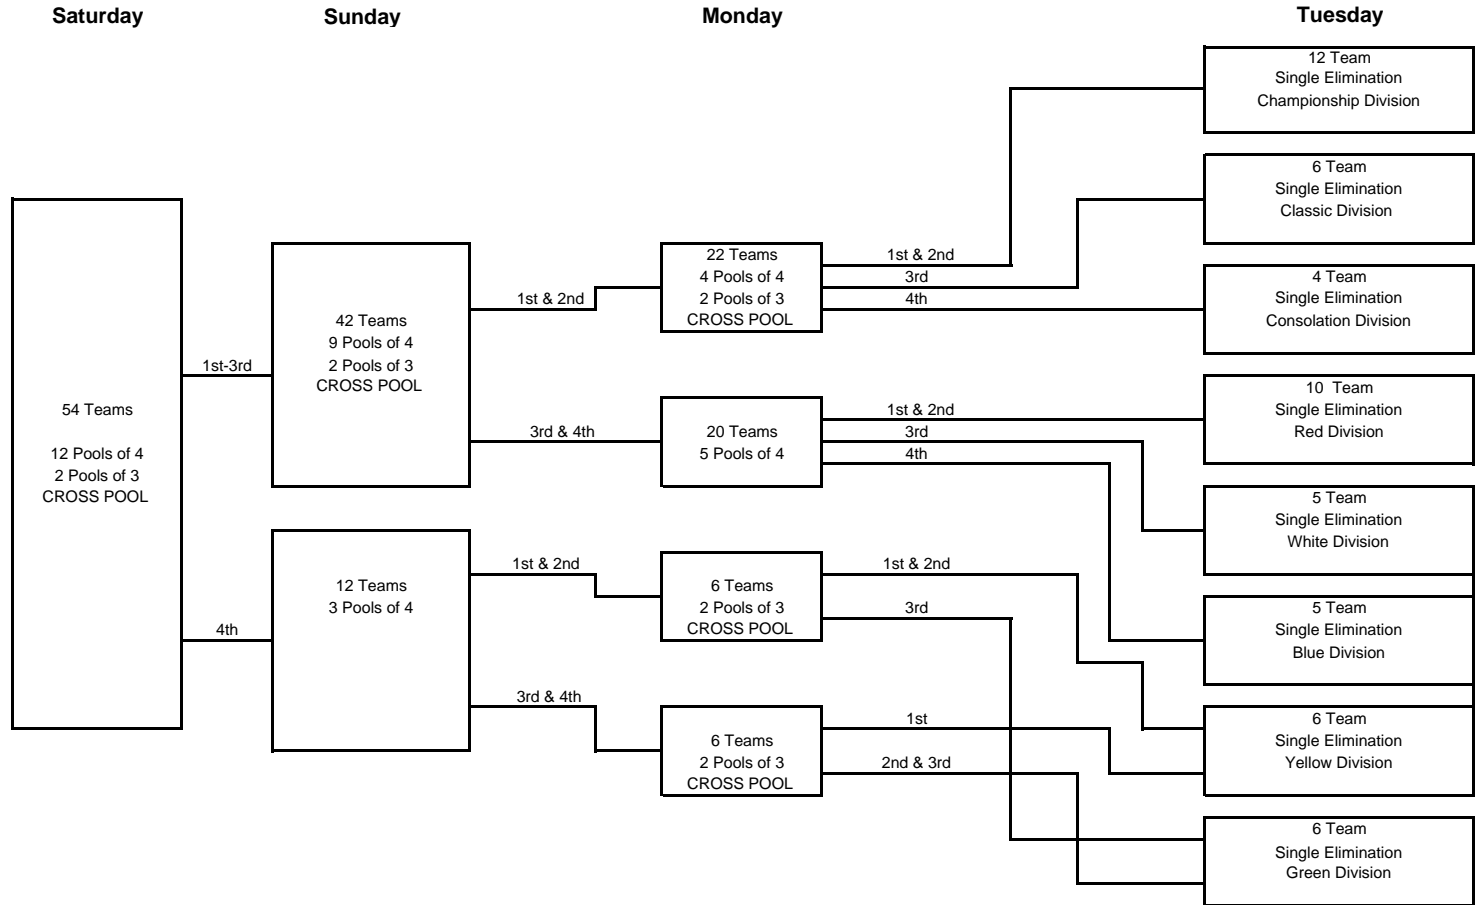 Saturday
Sunday
Monday
Tuesday
54 Teams
12 Pools of 4
2 Pools of 3
CROSS POOL
1st-3rd
4th
42 Teams
9 Pools of 4
2 Pools of 3
CROSS POOL
12 Teams
3 Pools of 4
1st & 2nd
3rd & 4th
1st & 2nd
3rd & 4th
22 Teams
4 Pools of 4
2 Pools of 3
CROSS POOL
20 Teams
5 Pools of 4
6 Teams
2 Pools of 3
CROSS POOL
6 Teams
2 Pools of 3
CROSS POOL
1st & 2nd
3rd
4th
1st & 2nd
3rd
4th
1st & 2nd
3rd
1st
2nd & 3rd
12 Team
Single Elimination
Championship Division
6 Team
Single Elimination
Classic Division
4 Team
Single Elimination
Consolation Division
10 Team
Single Elimination
Red Division
5 Team
Single Elimination
White Division
5 Team
Single Elimination
Blue Division
6 Team
Single Elimination
Yellow Division
6 Team
Single Elimination
Green Division